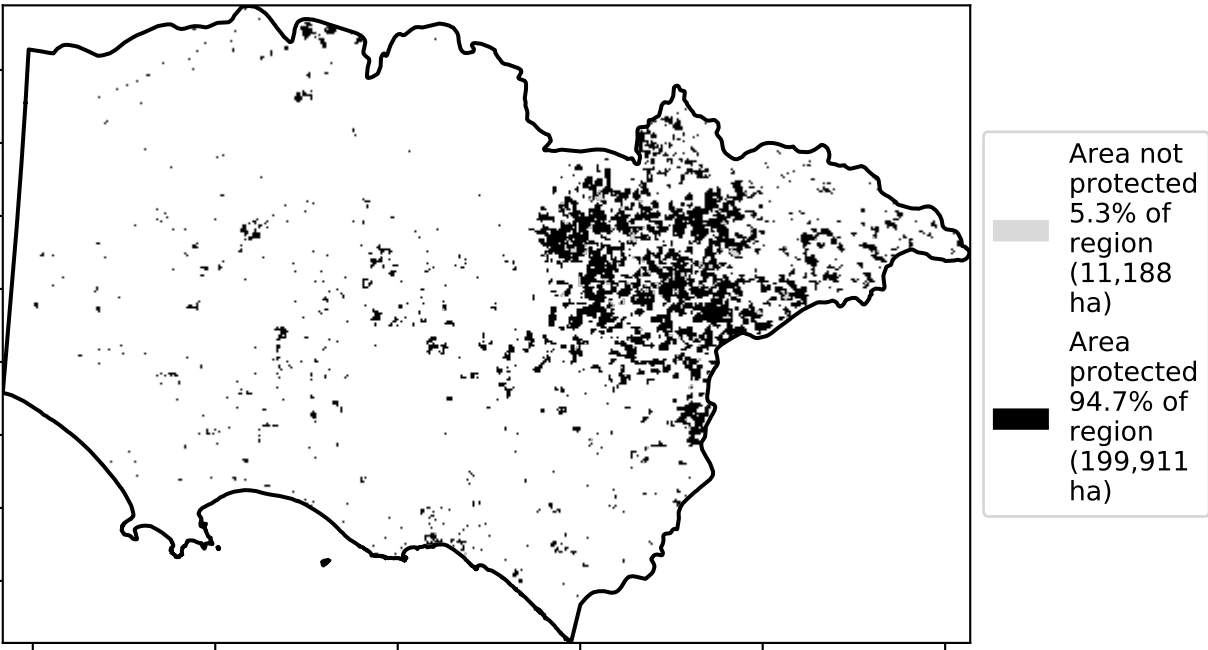 Area not
protected
5.3% of
region
(11,188
ha)
Area
protected
94.7% of
region
(199,911
ha)